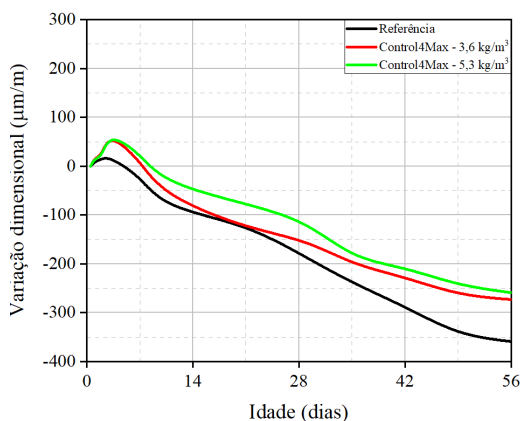 300
200
100
0
-100
-200
-300
-400
Variação dimensional (µm/m)
Referência
Control4Max - 3,6 kg/m³
Control4Max - 5,3 kg/m³
0 14 28 42 56
Idade (dias)